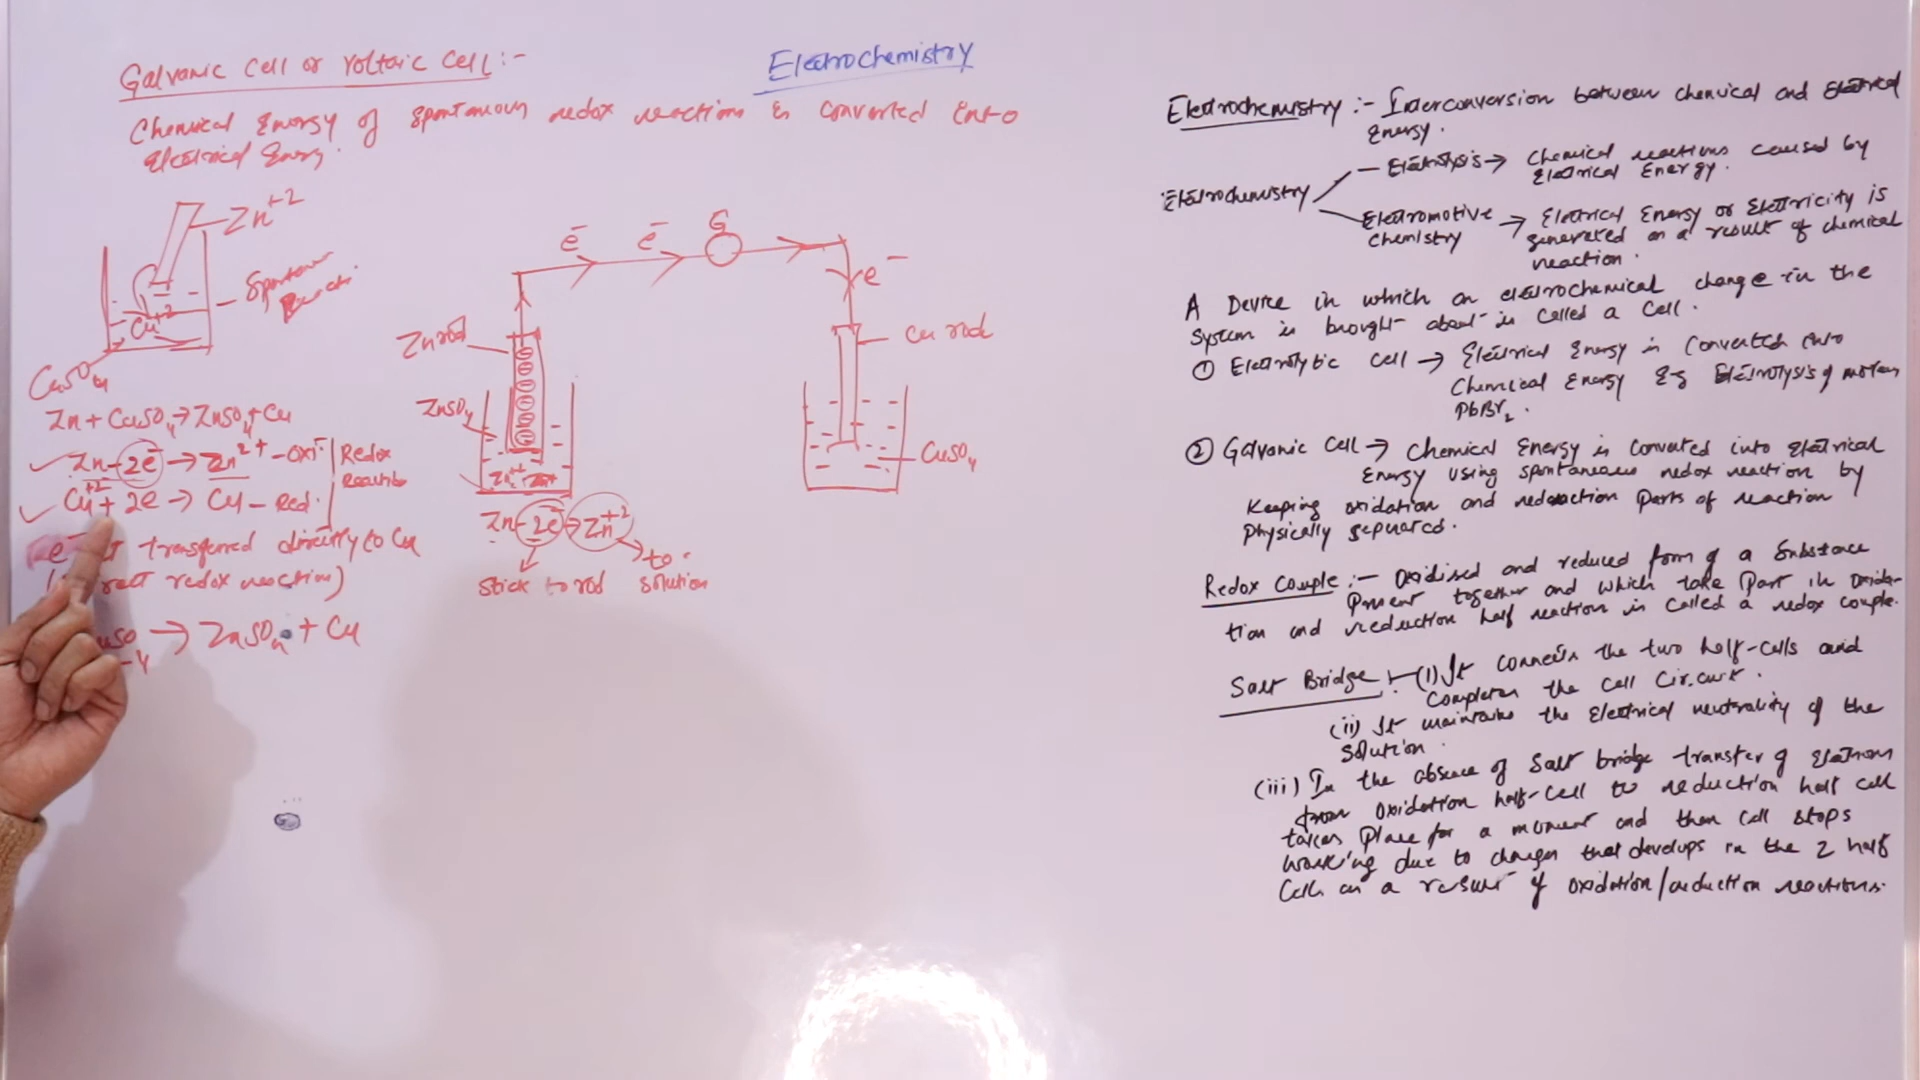 Electrochemistry
Galvanic Cell or Voltaic Cell :-
Chemical Energy of spontaneous redox reactions is converted into
Electrical Energy.
Zn+2
Cu+2
CuSO4
Zn + CuSO4 → ZnSO4 + Cu
Zn - 2e- → Zn2+ - Oxi
Cu+2 + 2e → Cu - Red.
Redox
e- transferred directly to Cu
redox reaction)
→ ZnSO4 + Cu
e- e- G
e-
Zn rod
Cu rod
ZnSO4
CuSO4
Zn++ Zn++
Zn - 2e- → Zn+2
stick to rod
to solution
Electrochemistry :- Interconversion between chemical and Electrical
Energy.
Electrochemistry
— Electrolysis → Chemical reactions caused by
Electrical Energy.
Electromotive Chemistry → Electrical Energy or Electricity is
generated as a result of chemical
reaction.
A Device in which an electrochemical change in the
system is brought about is called a Cell.
① Electrolytic Cell → Electrical Energy is Converted into
Chemical Energy Eg Electrolysis of molten
PbBr2.
② Galvanic Cell → Chemical Energy is Converted into Electrical
Energy using spontaneous redox reaction by
Keeping oxidation and reduction parts of reaction
Physically separated.
Redox Couple :- Oxidised and reduced form of a Substance
Present together and which take Part in oxida-
tion and reduction half reaction is called a redox couple.
Salt Bridge :- (i) It connects the two half-cells and
Completes the Cell Circuit.
(ii) It maintains the Electrical neutrality of the
Solution.
(iii) In the absence of Salt bridge transfer of Electrons
from Oxidation half-cell to reduction half cell
takes Place for a moment and then cell stops
working due to charges that develops in the 2 half
Cells as a result of oxidation/reduction reactions.